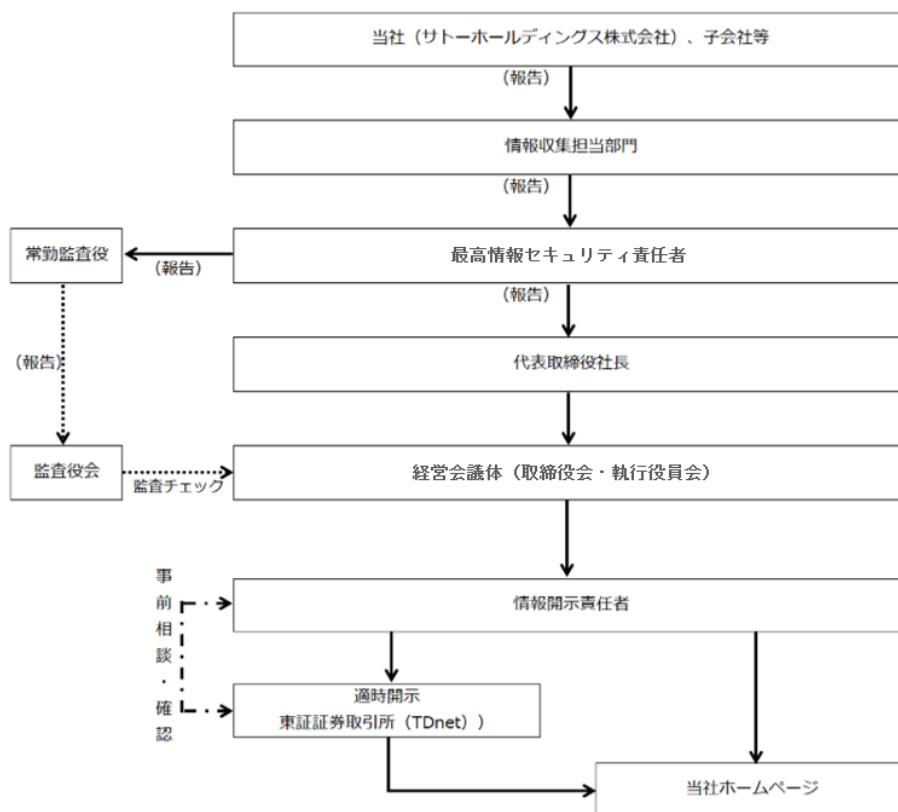 当社（サトーホールディングス株式会社）、子会社等
（報告）
情報収集担当部門
（報告）
常勤監査役
（報告）
最高情報セキュリティ責任者
（報告）
（報告）
代表取締役社長
監査役会
監査チェック
経営会議体（取締役会・執行役員会）
事前相談・確認
情報開示責任者
適時開示
東証証券取引所（TDnet））
当社ホームページ